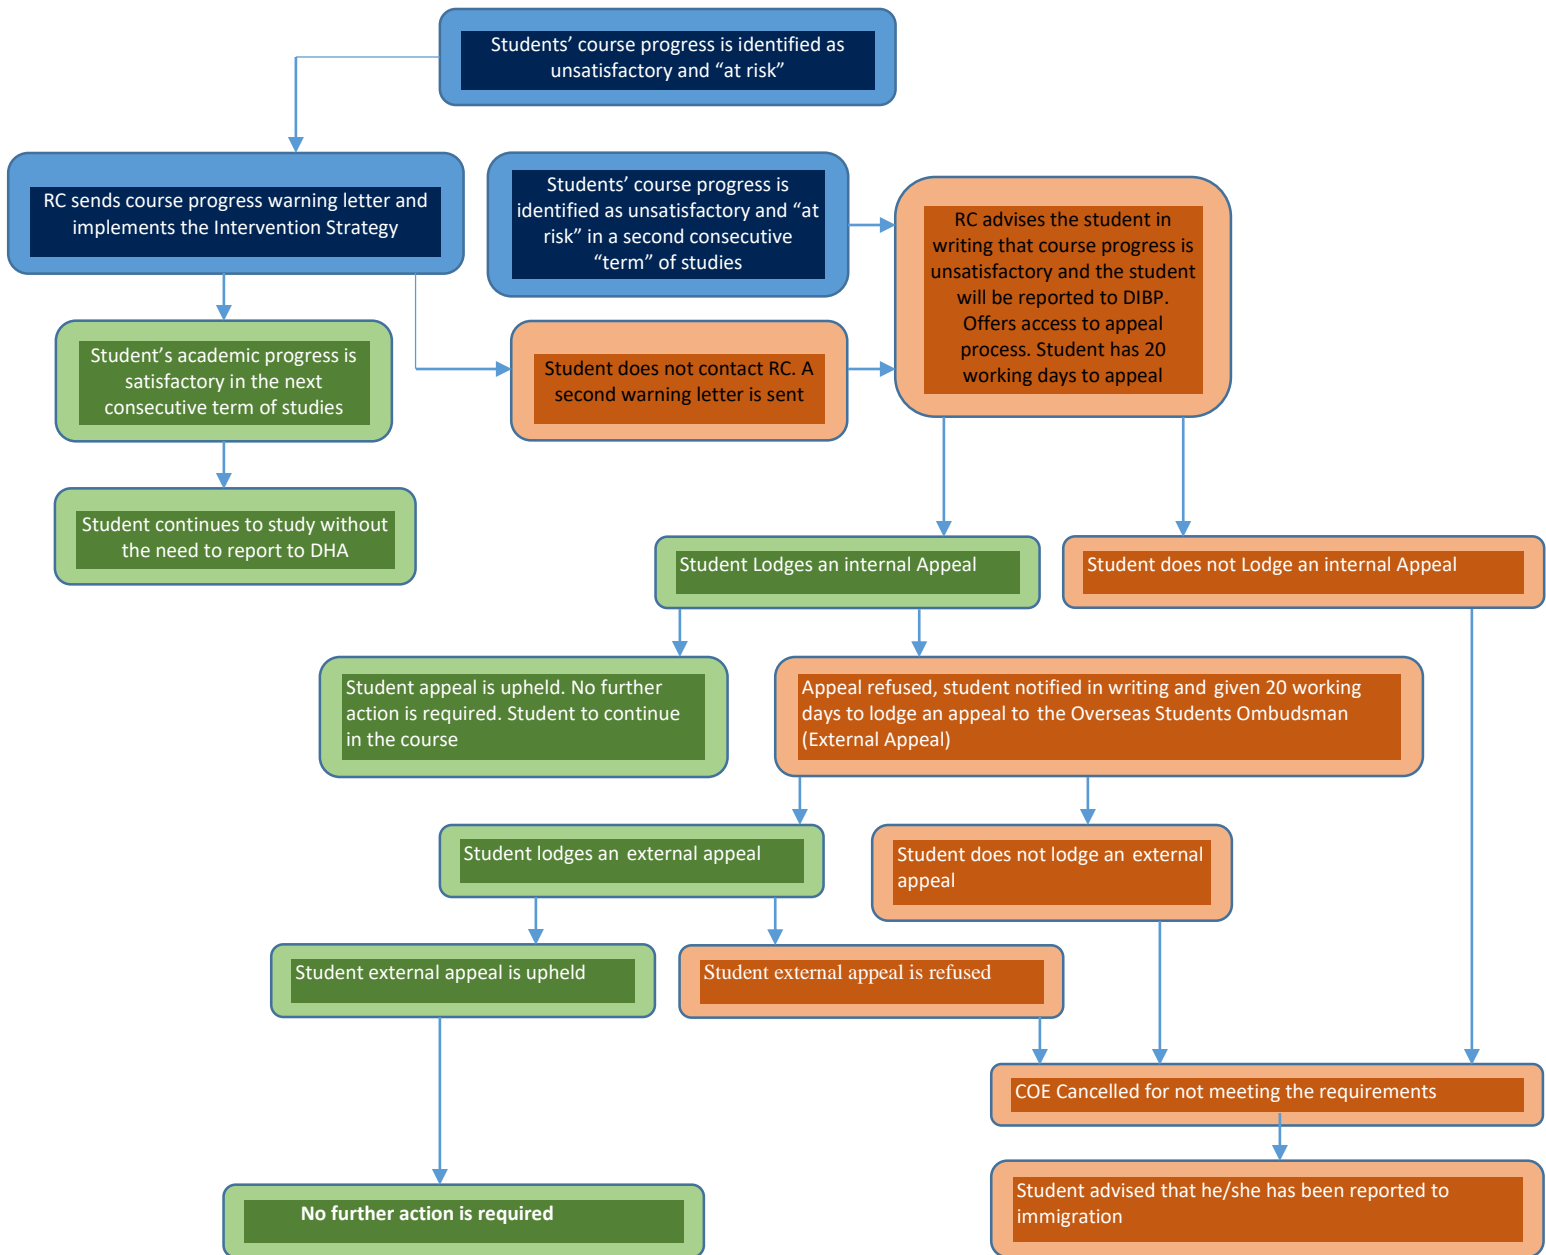 Students’ course progress is identified as
unsatisfactory and “at risk”
RC sends course progress warning letter and
implements the Intervention Strategy
Students’ course progress is
identified as unsatisfactory and “at
risk” in a second consecutive
“term” of studies
RC advises the student in
writing that course progress is
unsatisfactory and the student
will be reported to DIBP.
Offers access to appeal
process. Student has 20
working days to appeal
Student’s academic progress is
satisfactory in the next
consecutive term of studies
Student does not contact RC. A
second warning letter is sent
Student continues to study without
the need to report to DHA
Student Lodges an internal Appeal
Student does not Lodge an internal Appeal
Student appeal is upheld. No further
action is required. Student to continue
in the course
Appeal refused, student notified in writing and given 20 working
days to lodge an appeal to the Overseas Students Ombudsman
(External Appeal)
Student lodges an external appeal
Student does not lodge an external
appeal
Student external appeal is upheld
Student external appeal is refused
COE Cancelled for not meeting the requirements
Student advised that he/she has been reported to
immigration
No further action is required